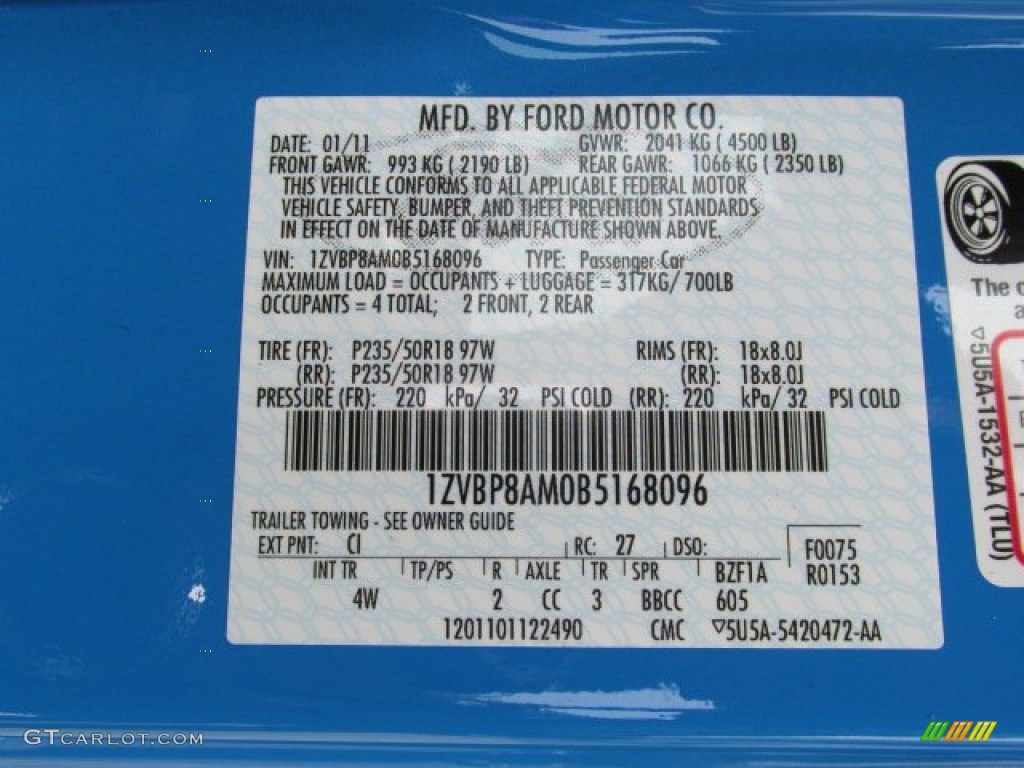 MFD. BY FORD MOTOR CO.
DATE: 01/11 GVWR: 2041 KG ( 4500 LB)
FRONT GAWR: 993 KG ( 2190 LB) REAR GAWR: 1066 KG ( 2350 LB)
THIS VEHICLE CONFORMS TO ALL APPLICABLE FEDERAL MOTOR
VEHICLE SAFETY, BUMPER, AND THEFT PREVENTION STANDARDS
IN EFFECT ON THE DATE OF MANUFACTURE SHOWN ABOVE.
VIN: 1ZVBP8AM0B5168096 TYPE: Passenger Car
MAXIMUM LOAD = OCCUPANTS + LUGGAGE = 317KG/ 700LB
OCCUPANTS = 4 TOTAL; 2 FRONT, 2 REAR
TIRE (FR): P235/50R18 97W RIMS (FR): 18x8.0J
(RR): P235/50R18 97W (RR): 18x8.0J
PRESSURE (FR): 220 kPa/ 32 PSI COLD (RR): 220 kPa/ 32 PSI COLD
1ZVBP8AM0B5168096
TRAILER TOWING - SEE OWNER GUIDE
EXT PNT: CI RC: 27 DSO: F0075
INT TR TP/PS R AXLE TR SPR BZF1A R0153
4W 2 CC 3 BBCC 605
1201101122490 CMC ▽5U5A-5420472-AA
The
▽5U5A-1532-AA (TLU)
GTCARLOT.COM